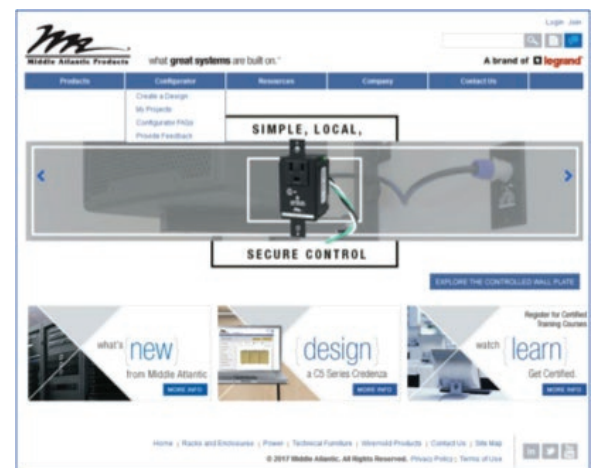 Login Join
Middle Atlantic Products
what great systems are built on.™
A brand of legrand®
Products Configurator Resources Company Contact Us
Create a Design
My Projects
Configurator FAQs
Provide Feedback
SIMPLE, LOCAL,
SECURE CONTROL
EXPLORE THE CONTROLLED WALL PLATE
what's new
from Middle Atlantic
MORE INFO
design
a C5 Series Credenza
MORE INFO
Register for Certified
Training Courses
watch learn
Get Certified.
MORE INFO
Home | Racks and Enclosures | Power | Technical Furniture | Wiremold Products | Contact Us | Site Map
© 2017 Middle Atlantic. All Rights Reserved. Privacy Policy | Terms of Use